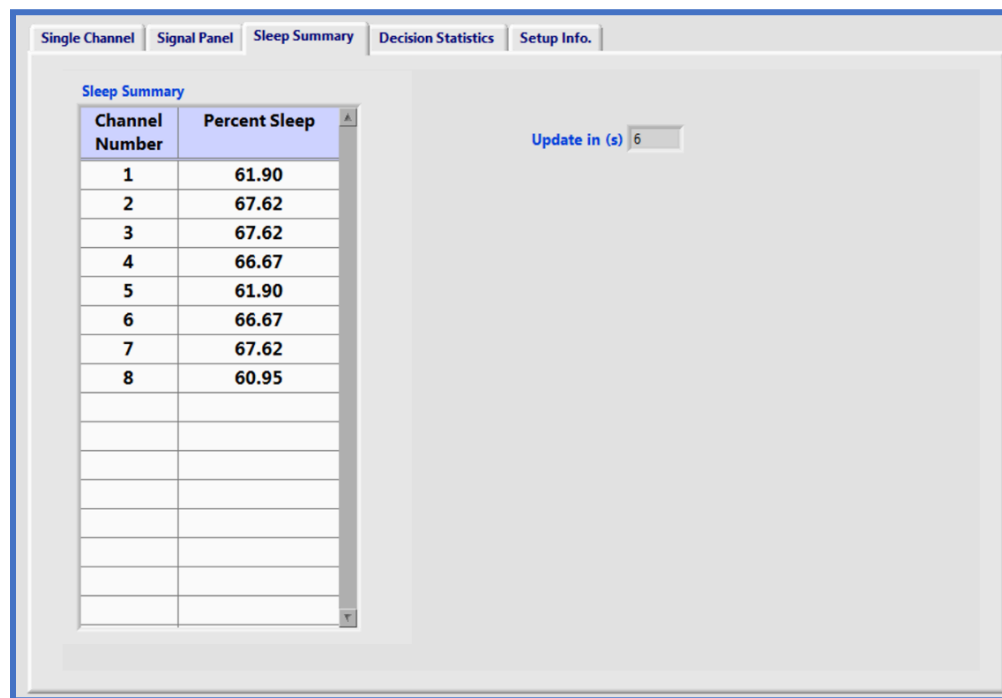 Single Channel Signal Panel Sleep Summary Decision Statistics Setup Info.
Sleep Summary
Channel Number Percent Sleep
1 61.90
2 67.62
3 67.62
4 66.67
5 61.90
6 66.67
7 67.62
8 60.95
Update in (s) 6